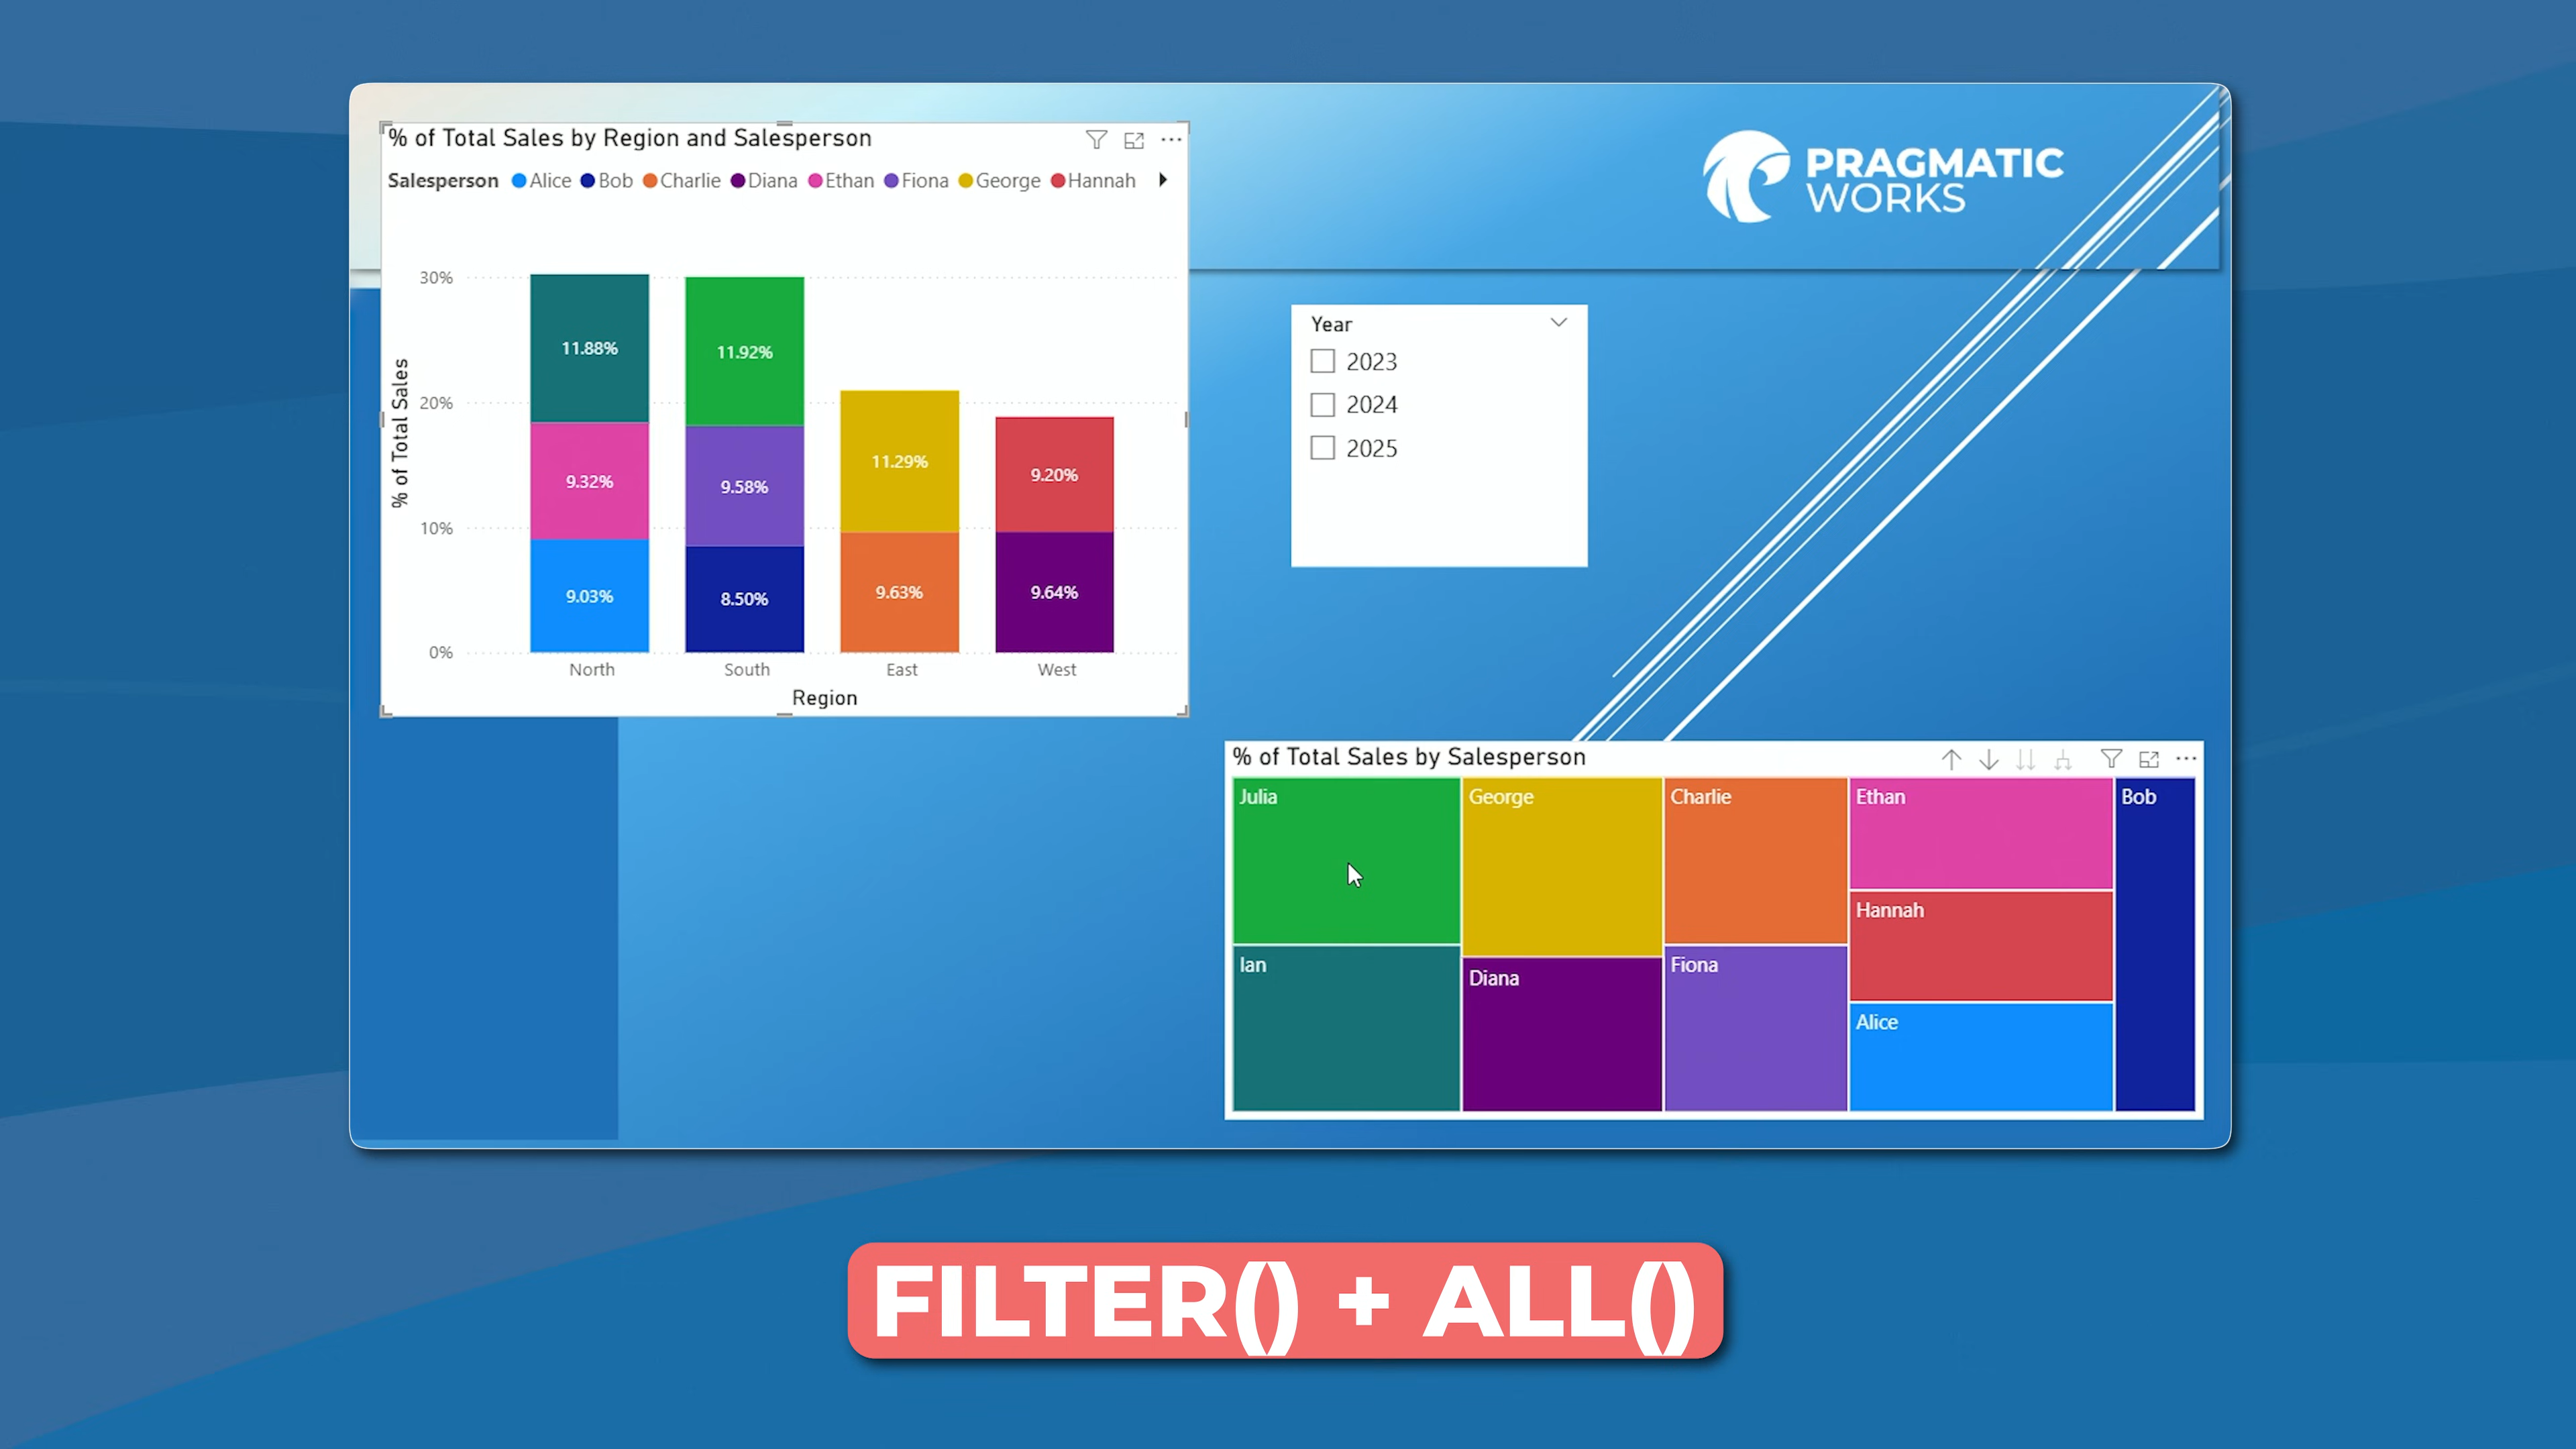 % of Total Sales by Region and Salesperson
Salesperson Alice Bob Charlie Diana Ethan Fiona George Hannah
% of Total Sales
30%
20%
10%
0%
11.88%
9.32%
9.03%
11.92%
9.58%
8.50%
11.29%
9.63%
9.20%
9.64%
North South East West
Region
PRAGMATIC
WORKS
Year
2023
2024
2025
% of Total Sales by Salesperson
Julia
Ian
George
Diana
Charlie
Fiona
Ethan
Hannah
Alice
Bob
FILTER() + ALL()